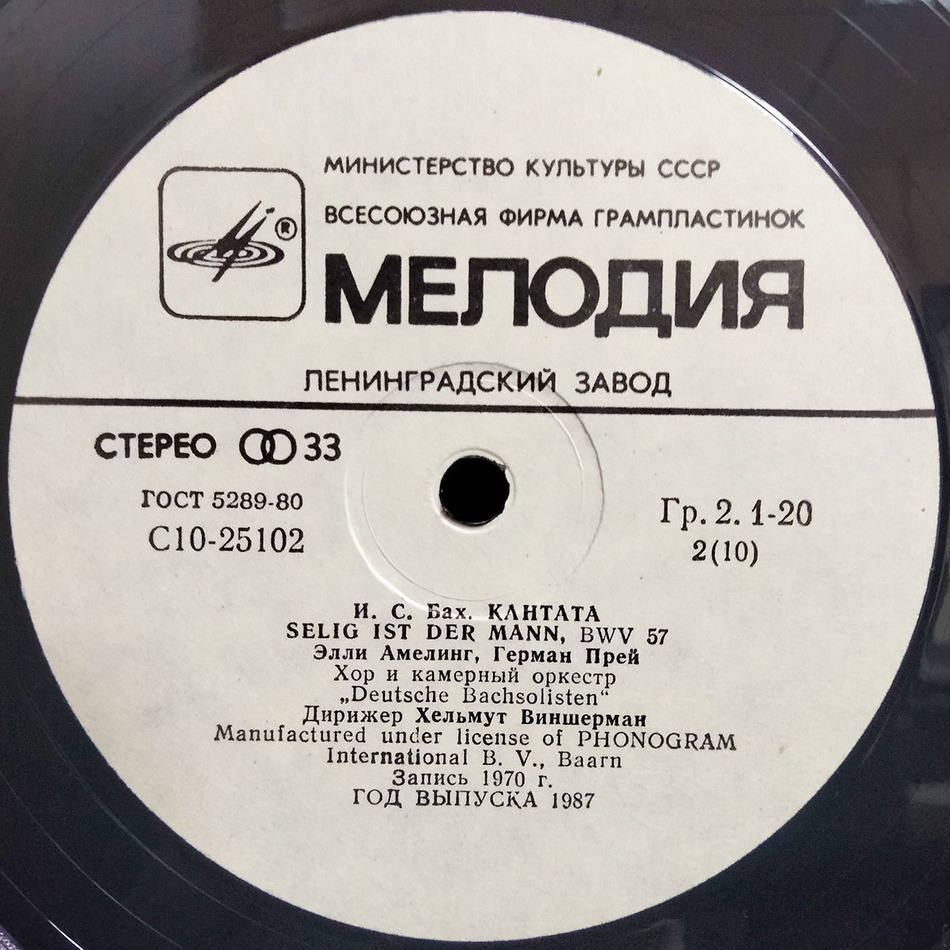 МИНИСТЕРСТВО КУЛЬТУРЫ СССР
ВСЕСОЮЗНАЯ ФИРМА ГРАМПЛАСТИНОК
®
МЕЛОДИЯ
ЛЕНИНГРАДСКИЙ ЗАВОД
СТЕРЕО 33
ГОСТ 5289-80
С10-25102
Гр. 2. 1-20
2(10)
И. С. Бах. КАНТАТА
SELIG IST DER MANN, BWV 57
Элли Амелинг, Герман Прей
Хор и камерный оркестр
„Deutsche Bachsolisten“
Дирижер Хельмут Виншерман
Manufactured under license of PHONOGRAM
International B. V., Baarn
Запись 1970 г.
ГОД ВЫПУСКА 1987